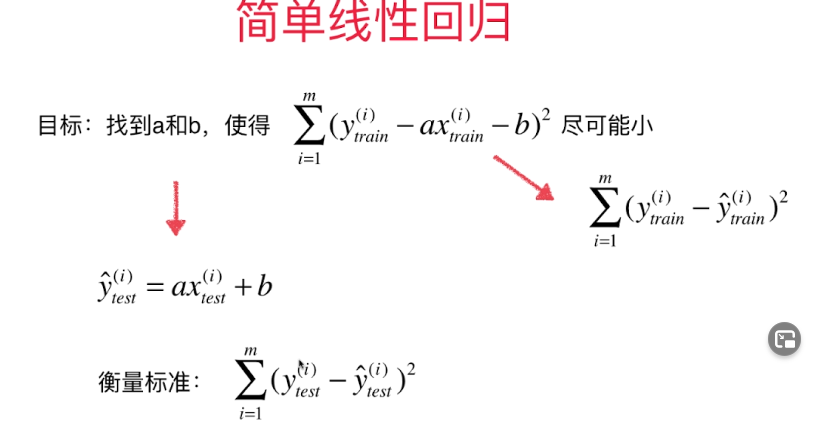 简单线性回归
目标：找到a和b，使得 $\sum_{i=1}^{m}(y_{train}^{(i)} - ax_{train}^{(i)} - b)^2$ 尽可能小
$\sum_{i=1}^{m}(y_{train}^{(i)} - \hat{y}_{train}^{(i)})^2$
$\hat{y}_{test}^{(i)} = ax_{test}^{(i)} + b$
衡量标准： $\sum_{i=1}^{m}(y_{test}^{(i)} - \hat{y}_{test}^{(i)})^2$